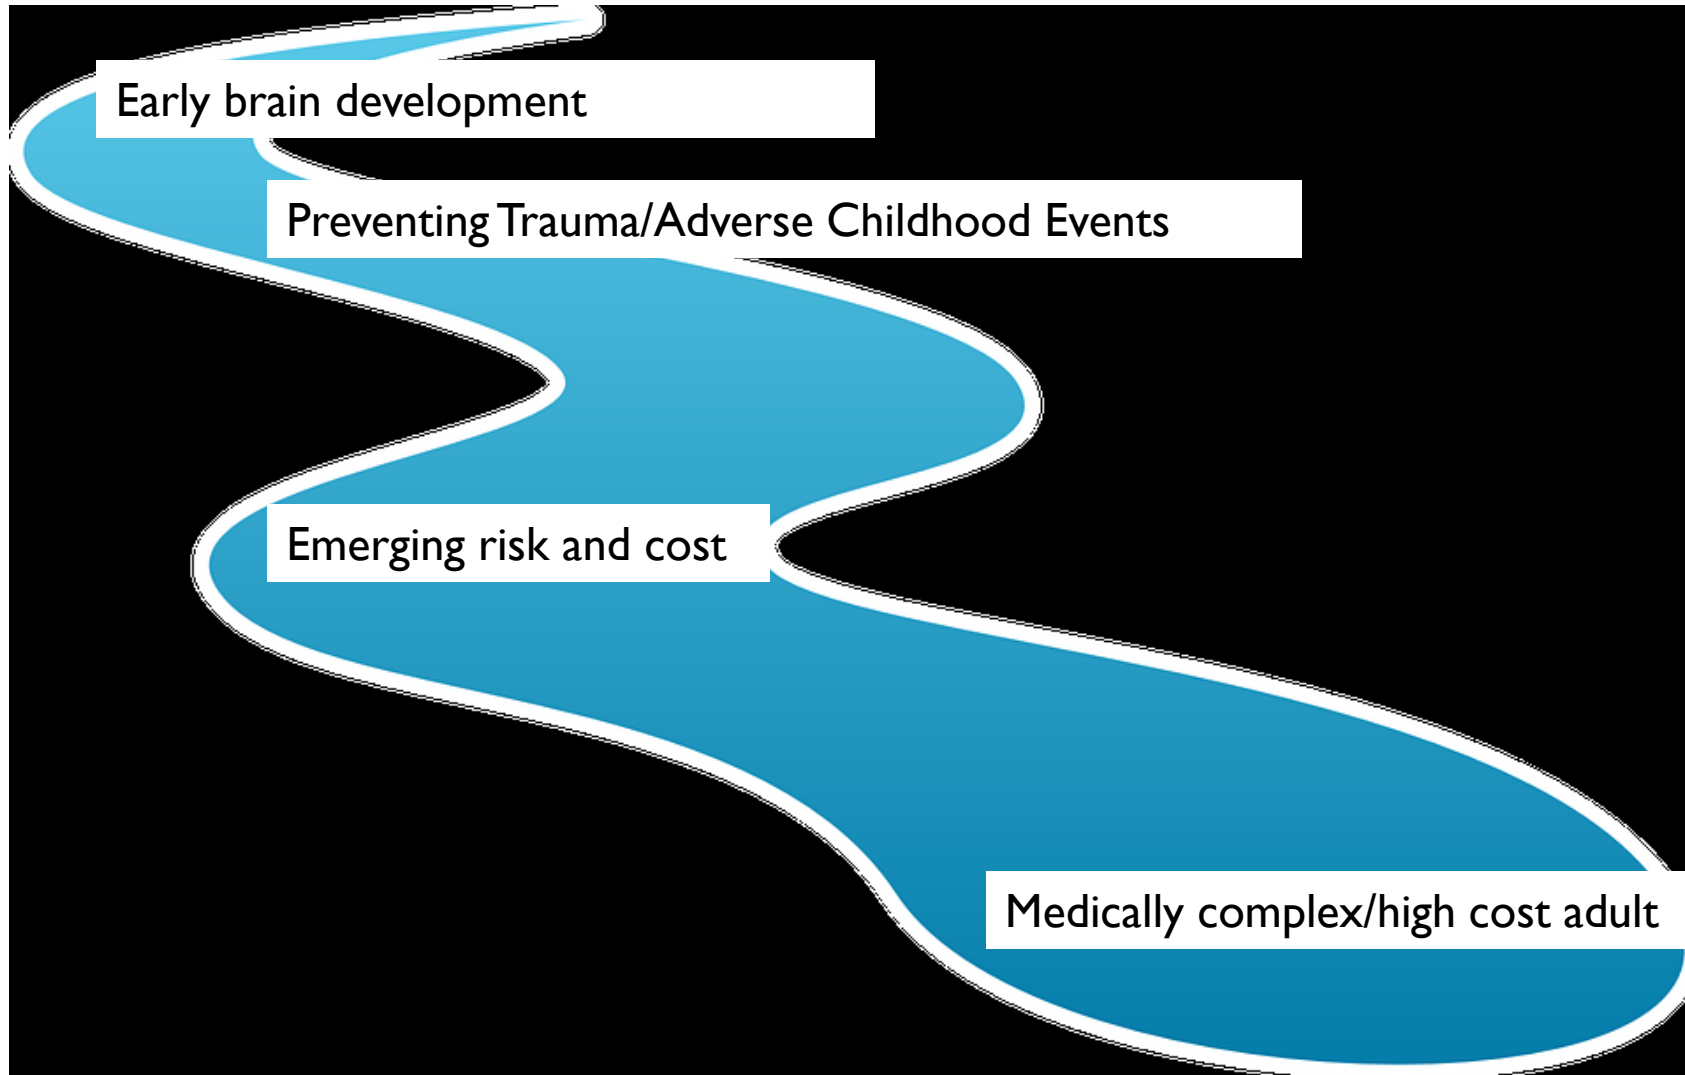 Early brain development
Preventing Trauma/Adverse Childhood Events
Emerging risk and cost
Medically complex/high cost adult